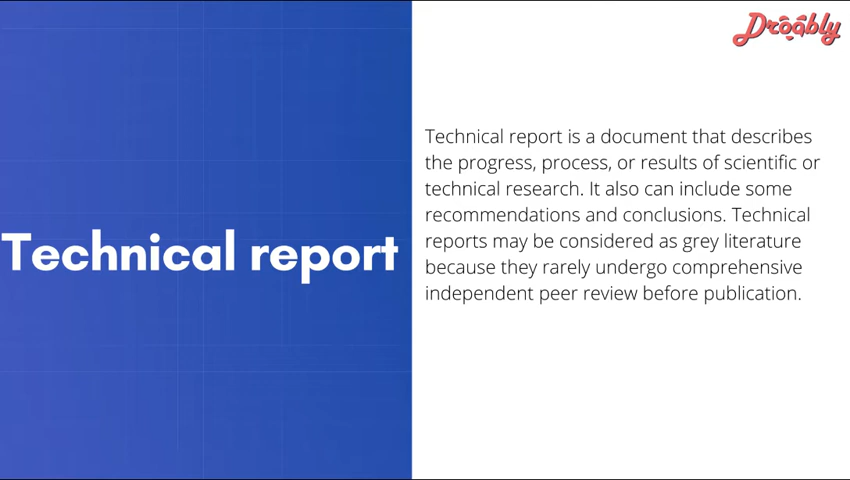 Droably
Technical report is a document that describes
the progress, process, or results of scientific or
technical research. It also can include some
recommendations and conclusions. Technical
reports may be considered as grey literature
because they rarely undergo comprehensive
independent peer review before publication.
Technical report